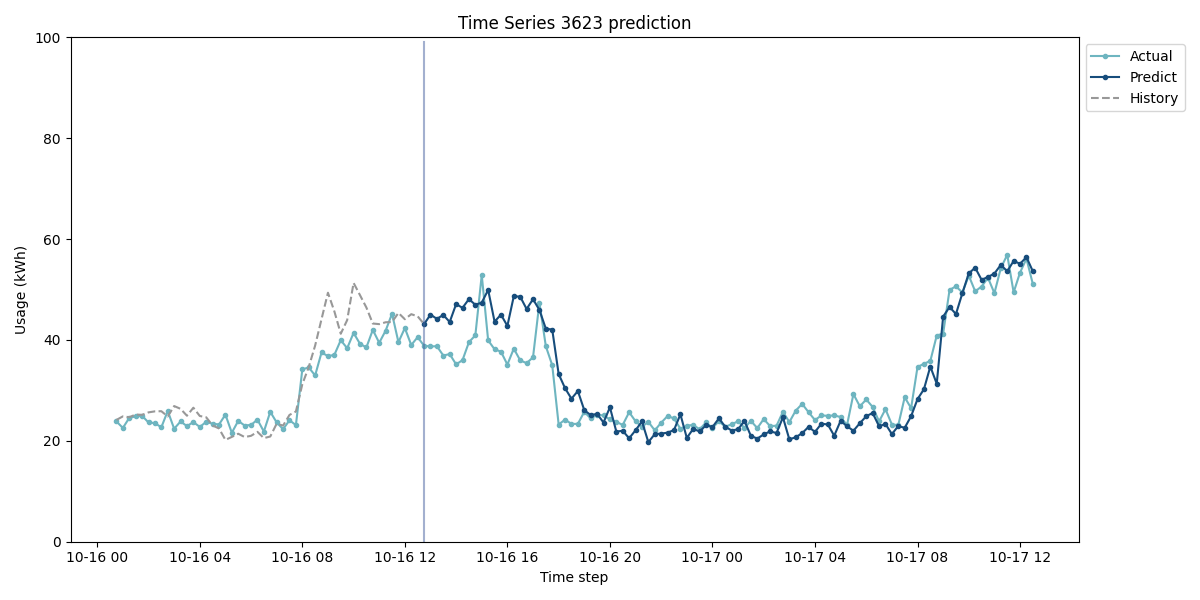 Time Series 3623 prediction
Actual
Predict
History
Usage (kWh)
100
80
60
40
20
0
10-16 00
10-16 04
10-16 08
10-16 12
10-16 16
10-16 20
10-17 00
10-17 04
10-17 08
10-17 12
Time step